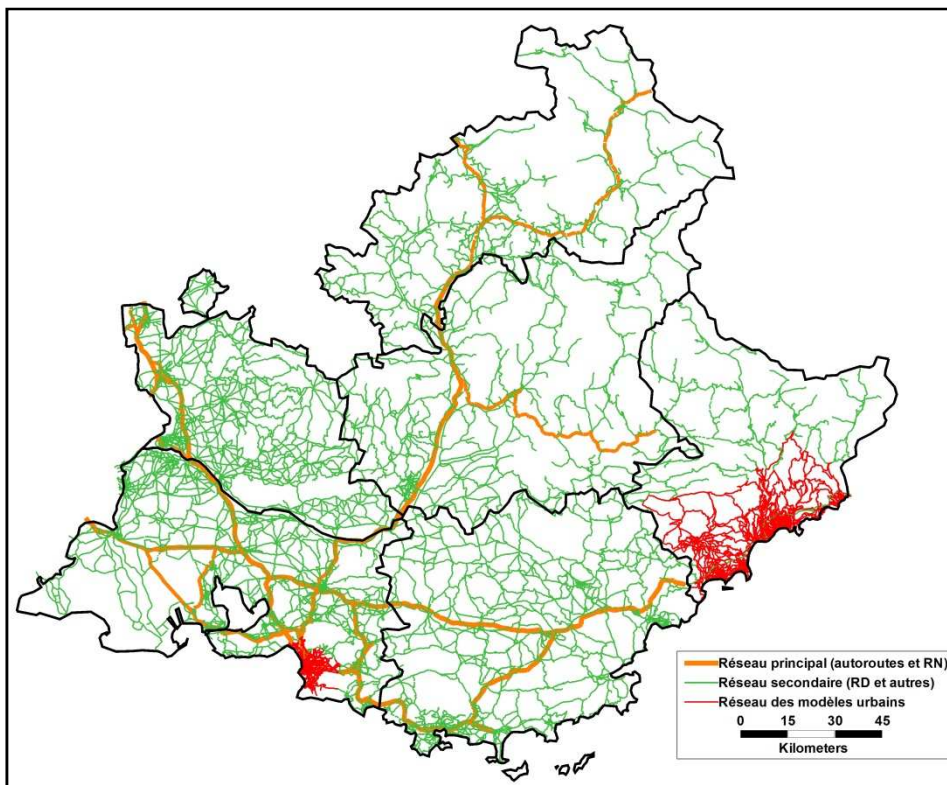 Réseau principal (autoroutes et RN)
Réseau secondaire (RD et autres)
Réseau des modèles urbains
0 15 30 45
Kilometers